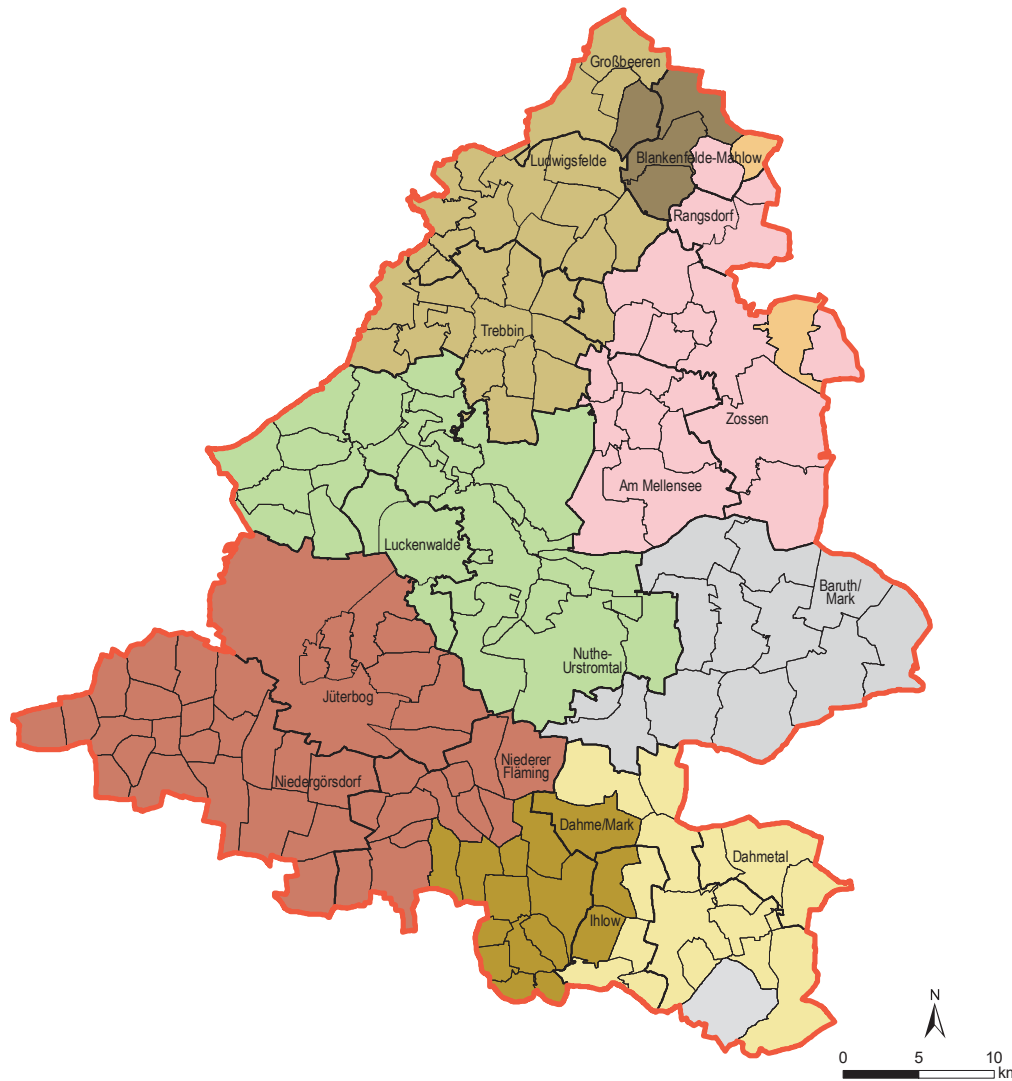 Großbeeren
Ludwigsfelde
Blankenfelde-Mahlow
Rangsdorf
Trebbin
Zossen
Am Mellensee
Luckenwalde
Baruth/
Mark
Nuthe-
Urstromtal
Jüterbog
Niederer
Fläming
Niedergörsdorf
Dahme/Mark
Dahmetal
Ihlow
N
0 5 10
km